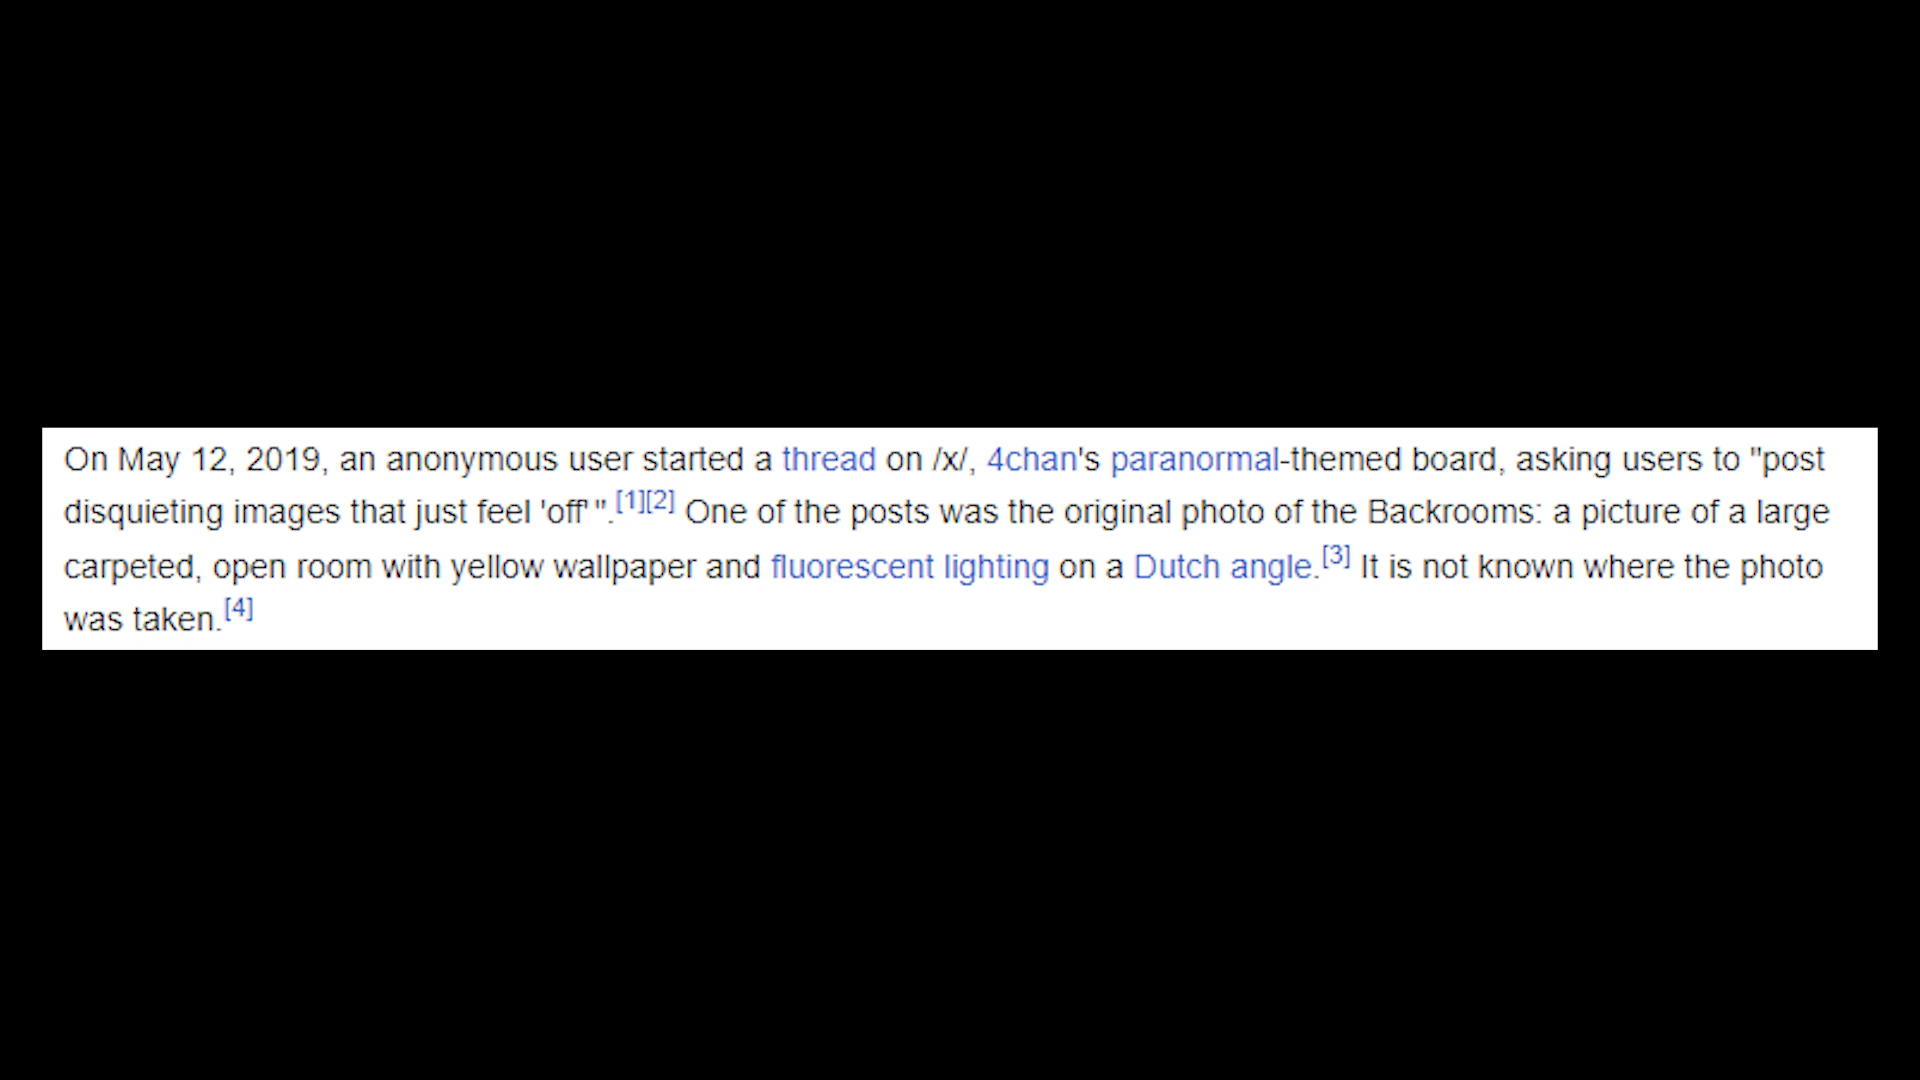 On May 12, 2019, an anonymous user started a thread on /x/, 4chan's paranormal-themed board, asking users to "post
disquieting images that just feel 'off' ".[1][2] One of the posts was the original photo of the Backrooms: a picture of a large
carpeted, open room with yellow wallpaper and fluorescent lighting on a Dutch angle.[3] It is not known where the photo
was taken.[4]